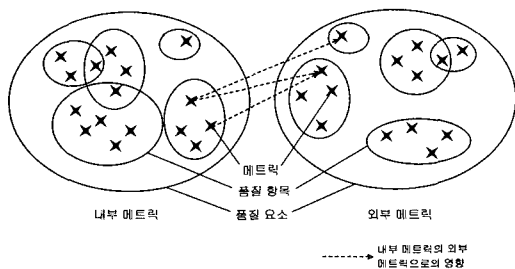 메트릭
품질 항목
내부 메트릭
품질 요소
외부 메트릭
내부 메트릭의 외부
메트릭으로의 영향